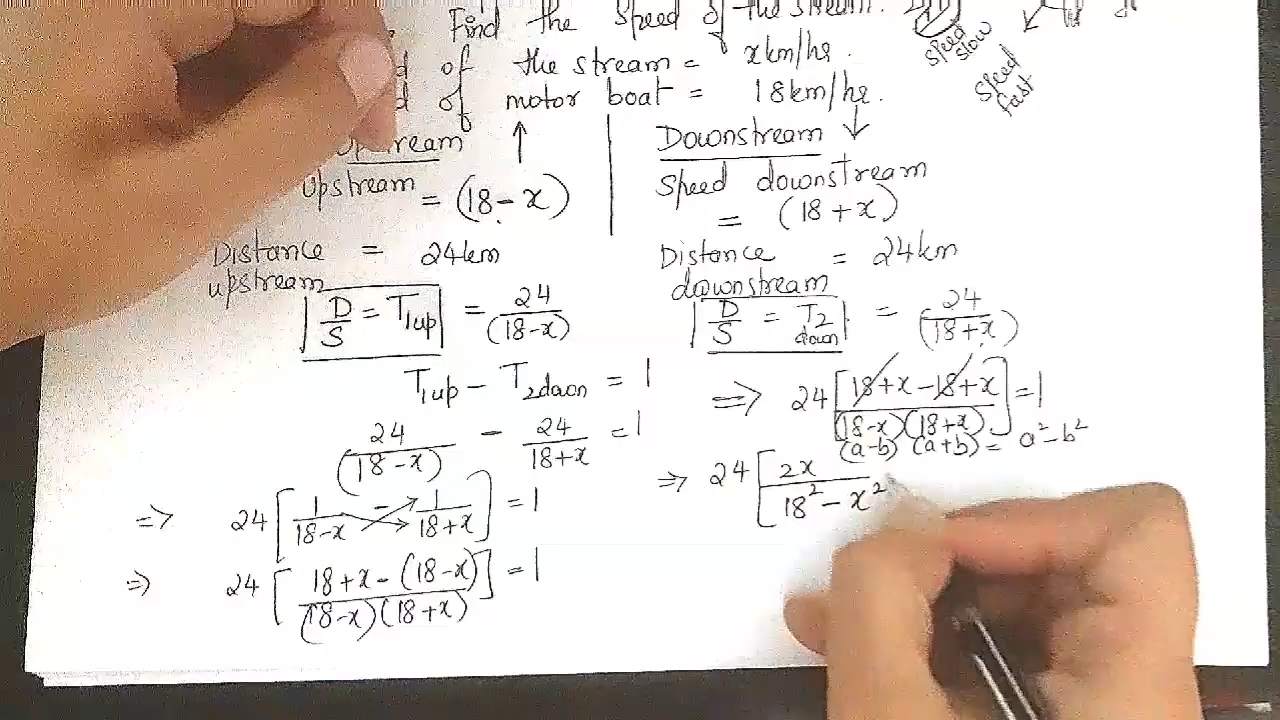 Find the speed of the stream.
of the stream = x km/hr.
of motor boat = 18 km/hr.
speed slow
speed fast
Upstream ↑
upstream = (18 - x)
Distance upstream = 24 km
D/S = T1up = 24/(18-x)
Downstream ↓
Speed downstream
= (18 + x)
Distance downstream = 24 km
D/S = T2 down = 24/(18+x)
T1up - T2down = 1
24/(18-x) - 24/18+x = 1
=> 24 [1/18-x - 1/18+x] = 1
=> 24 [18+x-(18-x)/(18-x)(18+x)] = 1
=> 24 [18+x-18+x/(18-x)(18+x)] = 1
(a-b) (a+b) = a²-b²
=> 24 [2x/18² - x²